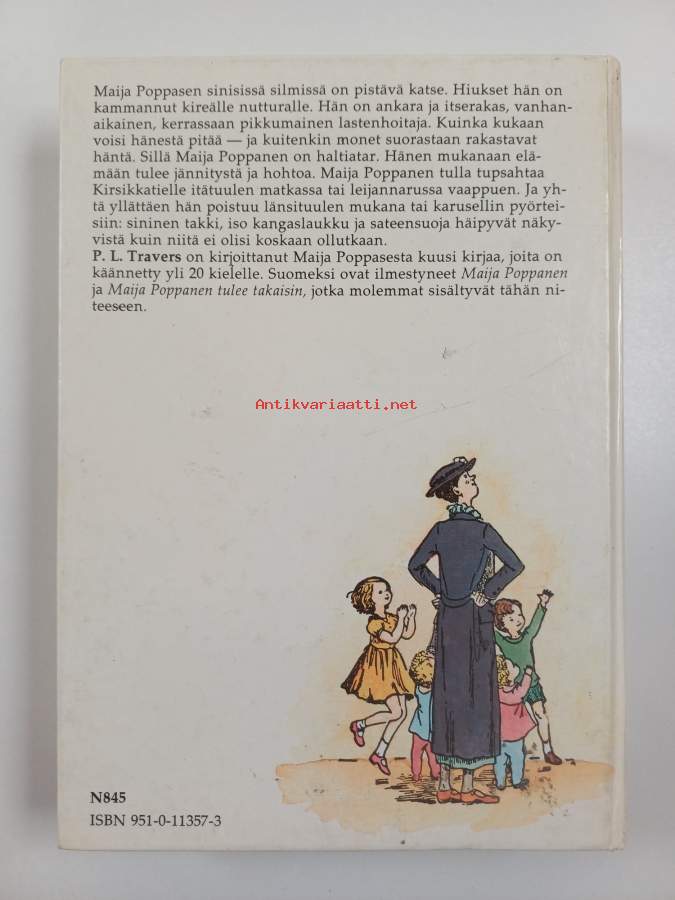 Maija Poppasen sinisissä silmissä on pistävä katse. Hiukset hän on
kammannut kireälle nutturalle. Hän on ankara ja itserakas, vanhan-
aikainen, kerrassaan pikkumainen lastenhoitaja. Kuinka kukaan
voisi hänestä pitää — ja kuitenkin monet suorastaan rakastavat
häntä. Sillä Maija Poppanen on haltiatar. Hänen mukanaan elä-
mään tulee jännitystä ja hohtoa. Maija Poppanen tulla tupsahtaa
Kirsikkatielle itätuulen matkassa tai leijannarussa vaappuen. Ja yh-
tä yllättäen hän poistuu länsituulen mukana tai karusellin pyörtei-
siin: sininen takki, iso kangaslaukku ja sateensuoja häipyvät näky-
vistä kuin niitä ei olisi koskaan ollutkaan.
P. L. Travers on kirjoittanut Maija Poppasesta kuusi kirjaa, joita on
käännetty yli 20 kielelle. Suomeksi ovat ilmestyneet Maija Poppanen
ja Maija Poppanen tulee takaisin, jotka molemmat sisältyvät tähän ni-
teeseen.
Antikvariaatti.net
N845
ISBN 951-0-11357-3